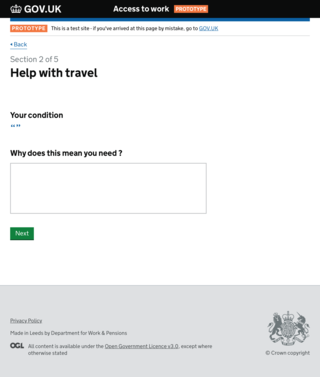 GOV.UK Access to work PROTOTYPE
PROTOTYPE This is a test site - if you've arrived at this page by mistake, go to GOV.UK
Back
Section 2 of 5
Help with travel
Your condition
“ ”
Why does this mean you need ?
Next
Privacy Policy
Made in Leeds by Department for Work & Pensions
OGL All content is available under the Open Government Licence v3.0, except where
otherwise stated
© Crown copyright